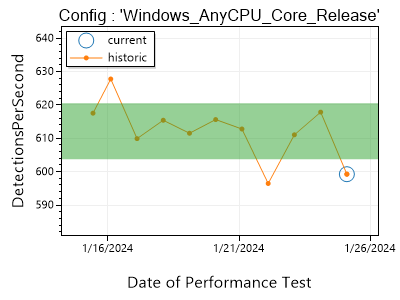 Config : 'Windows_AnyCPU_Core_Release'
current
historic
640
630
620
610
600
590
DetectionsPerSecond
1/16/2024
1/21/2024
1/26/2024
Date of Performance Test